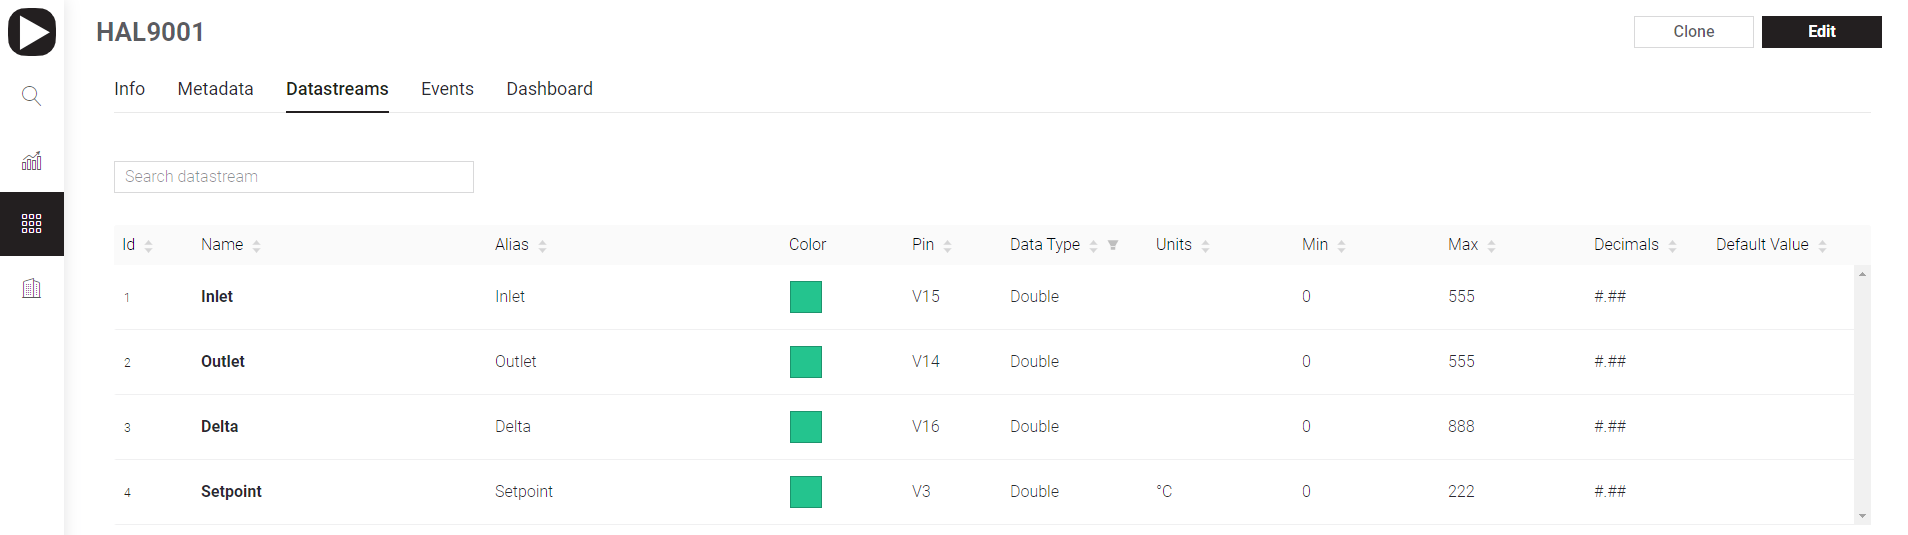 HAL9001
Clone Edit
Info Metadata Datastreams Events Dashboard
Search datastream
Id Name Alias Color Pin Data Type Units Min Max Decimals Default Value
1 Inlet Inlet V15 Double 0 555 #.##
2 Outlet Outlet V14 Double 0 555 #.##
3 Delta Delta V16 Double 0 888 #.##
4 Setpoint Setpoint V3 Double °C 0 222 #.##